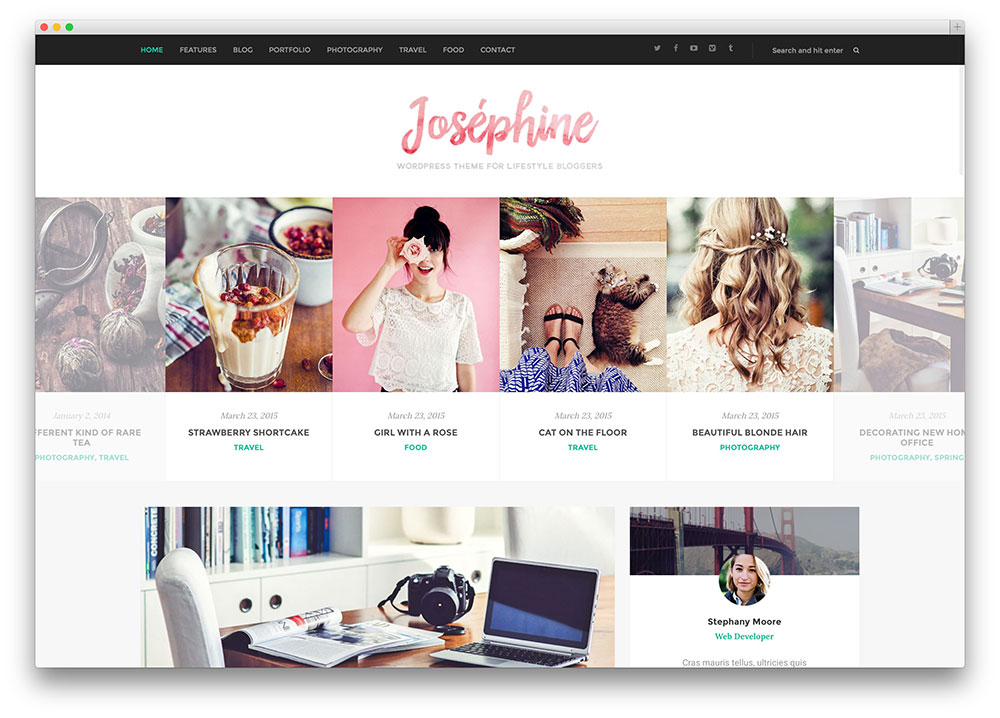 HOME FEATURES BLOG PORTFOLIO PHOTOGRAPHY TRAVEL FOOD CONTACT t Search and hit enter
Joséphine
WORDPRESS THEME FOR LIFESTYLE BLOGGERS
January 2, 2014
FFERENT KIND OF RARE
TEA
PHOTOGRAPHY, TRAVEL
March 23, 2015
STRAWBERRY SHORTCAKE
TRAVEL
March 23, 2015
GIRL WITH A ROSE
FOOD
March 23, 2015
CAT ON THE FLOOR
TRAVEL
March 23, 2015
BEAUTIFUL BLONDE HAIR
PHOTOGRAPHY
March 23, 2015
DECORATING NEW HOM
OFFICE
PHOTOGRAPHY, SPRING
CONCRETE
Stephany Moore
Web Developer
Cras mauris tellus, ultricies quis